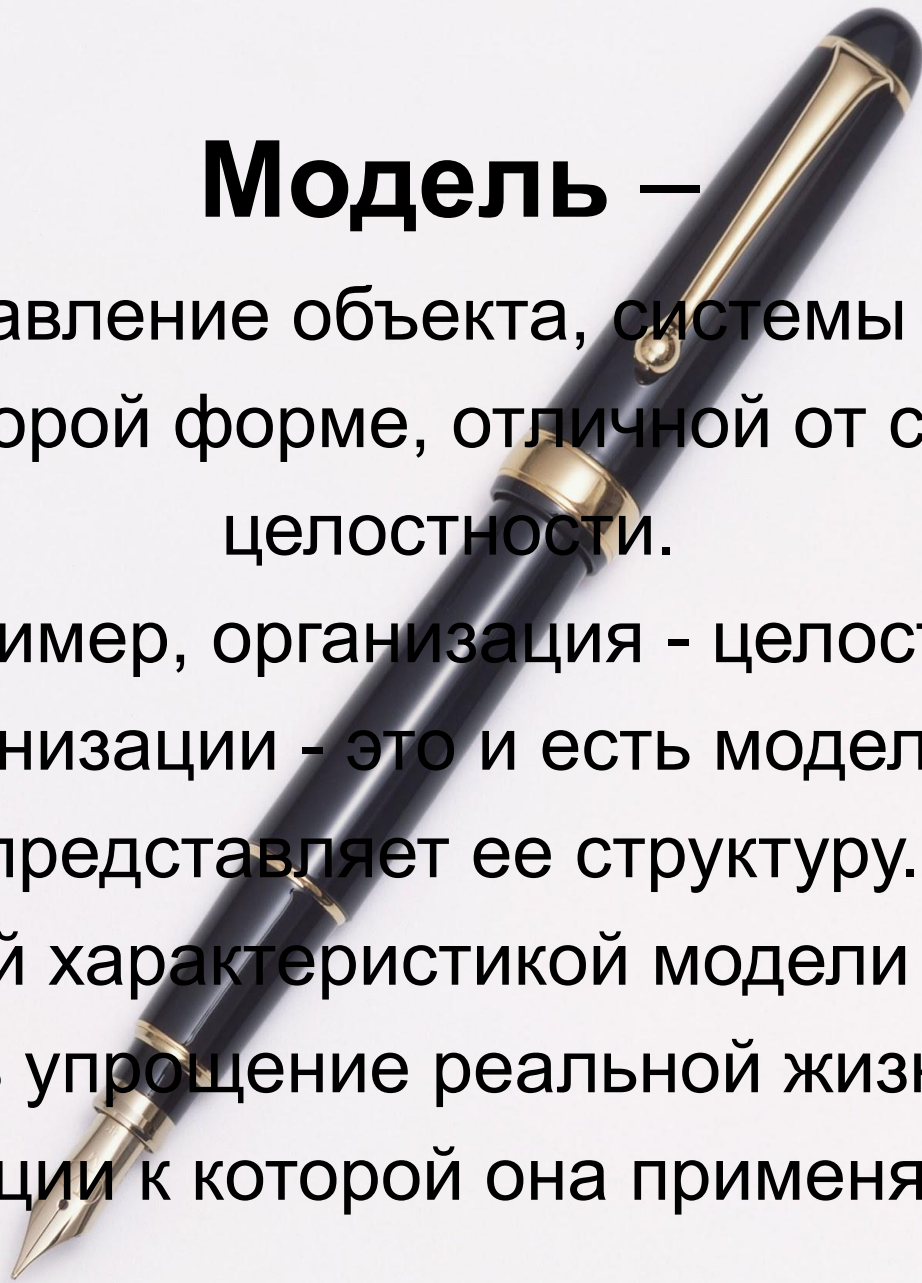 Модель –
авление объекта, системы
орой форме, отличной от с
целостности.
имер, организация - целост
низации - это и есть модел
представляет ее структуру.
й характеристикой модели
ь упрощение реальной жизн
ции к которой она применя